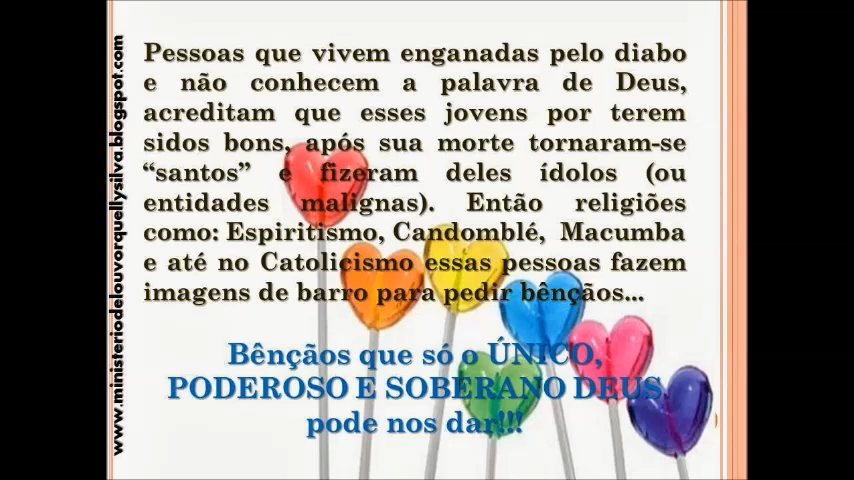 Pessoas que vivem enganadas pelo diabo
e não conhecem a palavra de Deus,
acreditam que esses jovens por terem
sidos bons, após sua morte tornaram-se
“santos” e fizeram deles ídolos (ou
entidades malignas). Então religiões
como: Espiritismo, Candomblé, Macumba
e até no Catolicismo essas pessoas fazem
imagens de barro para pedir bênçãos...
Bênçãos que só o ÚNICO,
PODEROSO E SOBERANO DEUS
pode nos dar!!!
www.ministeriodelouvorquellysilva.blogspot.com